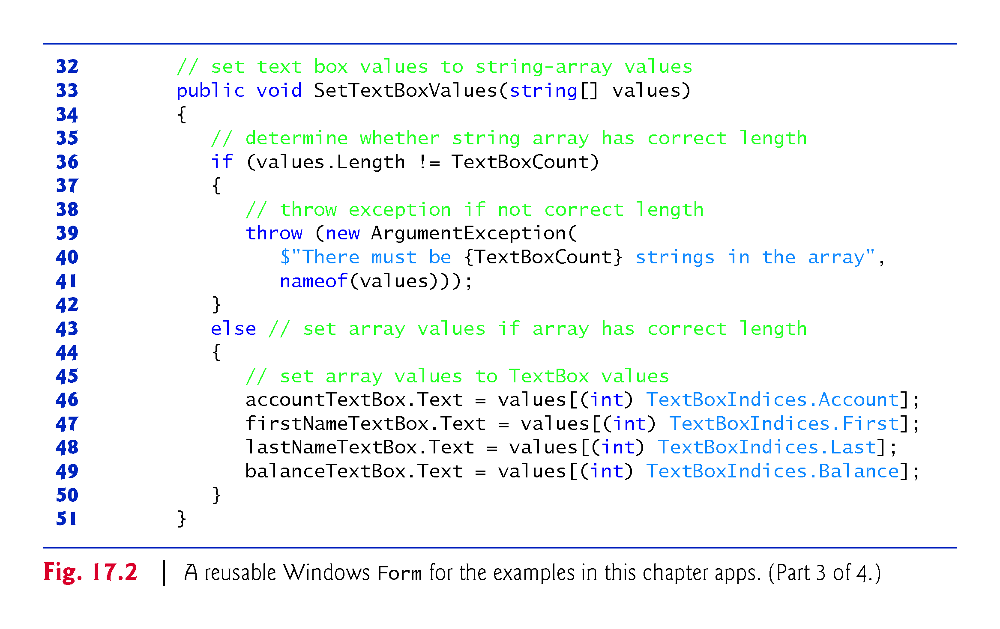 32 // set text box values to string-array values
33 public void SetTextBoxValues(string[] values)
34 {
35 // determine whether string array has correct length
36 if (values.Length != TextBoxCount)
37 {
38 // throw exception if not correct length
39 throw (new ArgumentException(
40 $"There must be {TextBoxCount} strings in the array",
41 nameof(values)));
42 }
43 else // set array values if array has correct length
44 {
45 // set array values to TextBox values
46 accountTextBox.Text = values[(int) TextBoxIndices.Account];
47 firstNameTextBox.Text = values[(int) TextBoxIndices.First];
48 lastNameTextBox.Text = values[(int) TextBoxIndices.Last];
49 balanceTextBox.Text = values[(int) TextBoxIndices.Balance];
50 }
51 }
Fig. 17.2 | A reusable Windows Form for the examples in this chapter apps. (Part 3 of 4.)